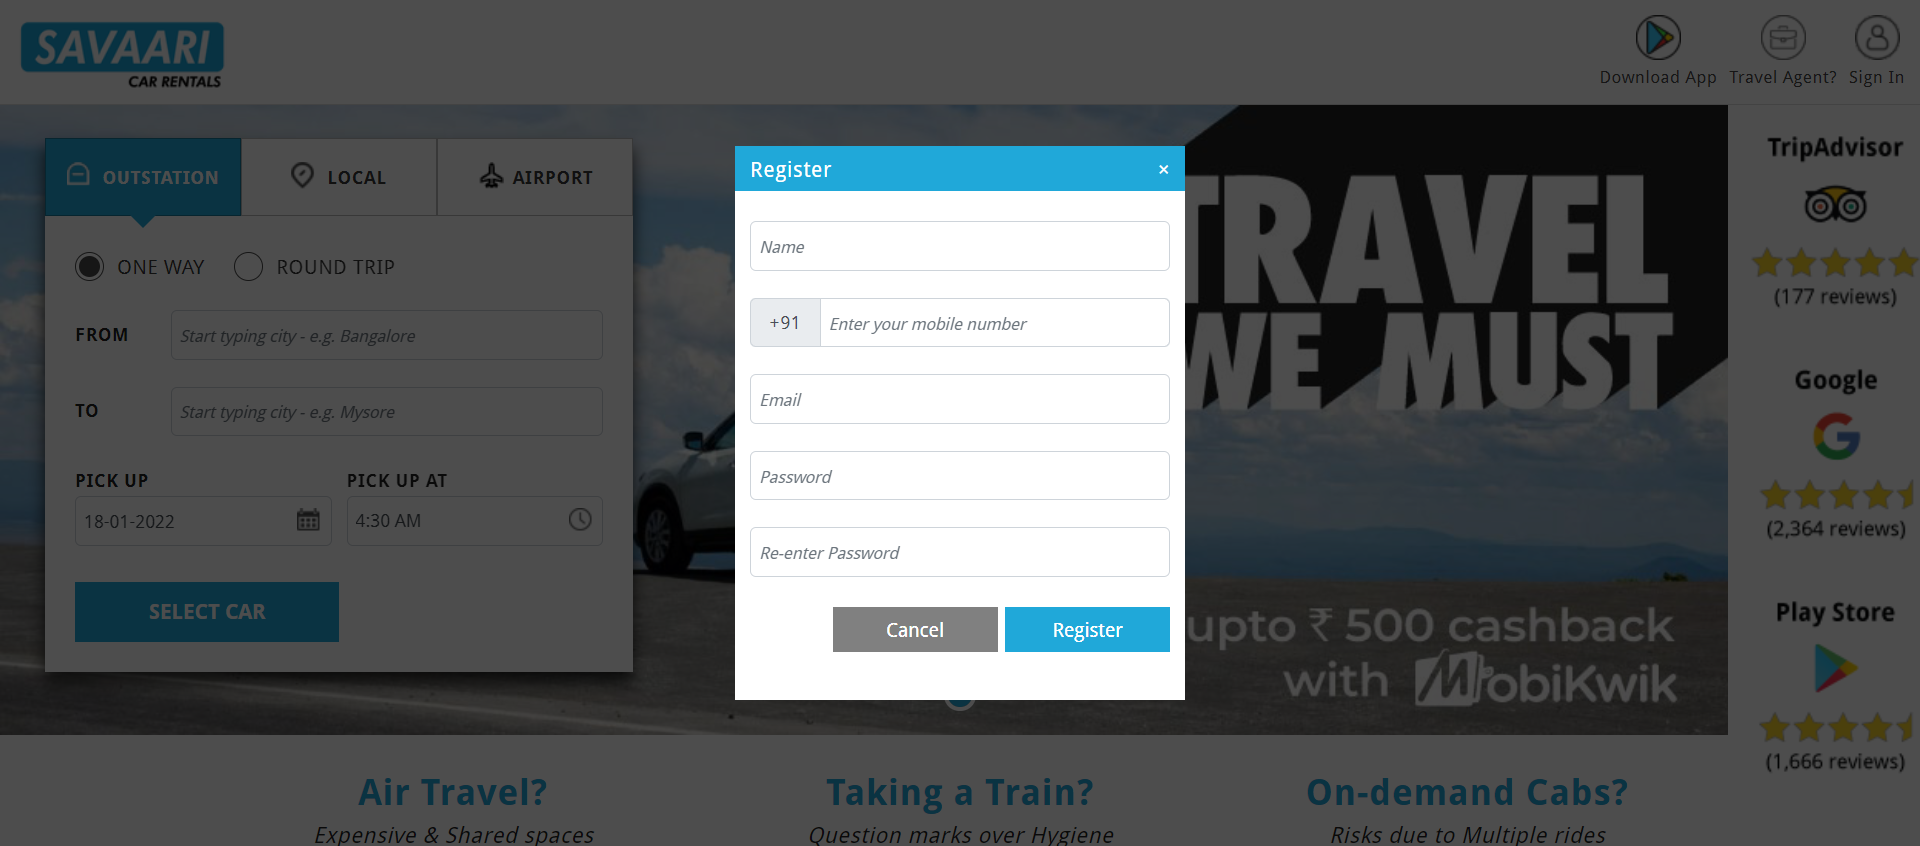 SAVAARI
CAR RENTALS
Download App
Travel Agent?
Sign In
OUTSTATION
LOCAL
AIRPORT
ONE WAY
ROUND TRIP
FROM
Start typing city - e.g. Bangalore
TO
Start typing city - e.g. Mysore
PICK UP
PICK UP AT
18-01-2022
4:30 AM
SELECT CAR
Register
×
Name
+91
Enter your mobile number
Email
Password
Re-enter Password
Cancel
Register
TRAVEL
WE MUST
upto ₹ 500 cashback
with MobiKwik
TripAdvisor
(177 reviews)
Google
(2,364 reviews)
Play Store
(1,666 reviews)
Air Travel?
Expensive & Shared spaces
Taking a Train?
Question marks over Hygiene
On-demand Cabs?
Risks due to Multiple rides